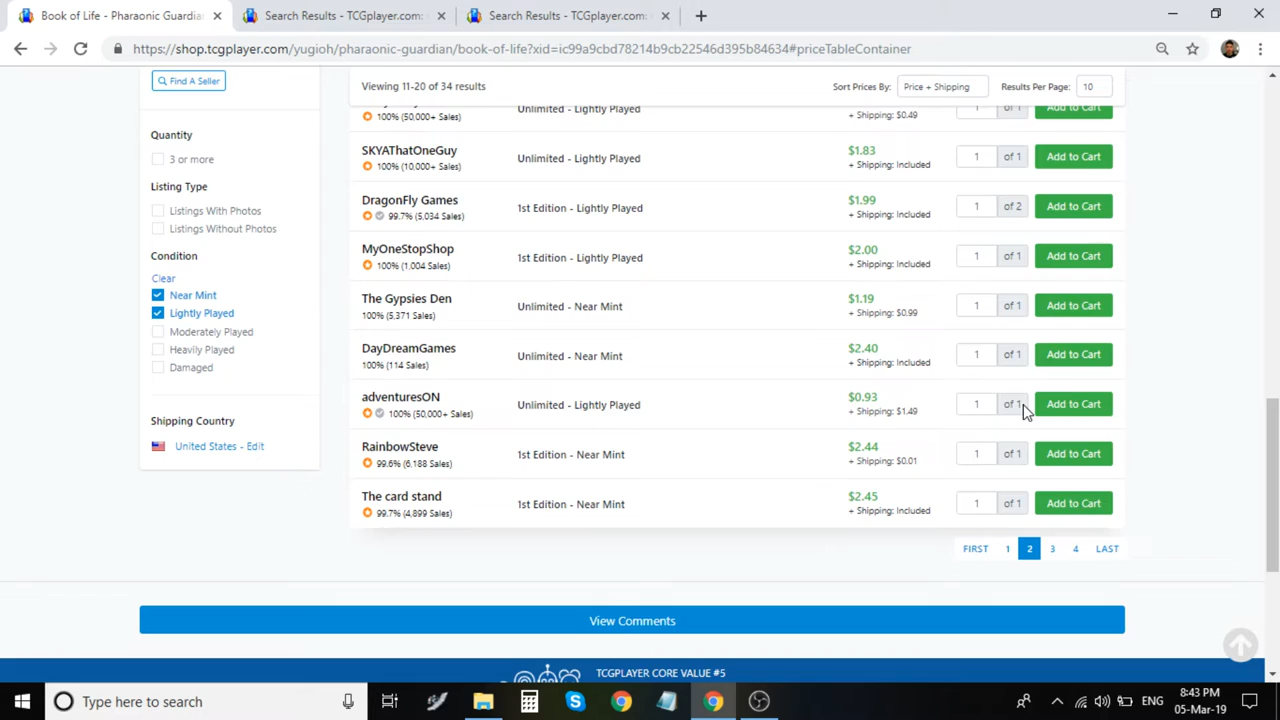 Book of Life - Pharaonic Guardia
Search Results - TCGplayer.com:
Search Results - TCGplayer.com:
https://shop.tcgplayer.com/yugioh/pharaonic-guardian/book-of-life?xid=ic99a9cbd78214b9cb22546d395b84634#priceTableContainer
Find A Seller
Viewing 11-20 of 34 results
Sort Prices By: Price + Shipping
Results Per Page: 10
Quantity
3 or more
Listing Type
Listings With Photos
Listings Without Photos
Condition
Clear
Near Mint
Lightly Played
Moderately Played
Heavily Played
Damaged
Shipping Country
United States - Edit
100% (50,000+ Sales)
Unlimited - Lightly Played
+ Shipping: $0.49
1 of 1
Add to Cart
SKYAThatOneGuy
100% (10,000+ Sales)
Unlimited - Lightly Played
$1.83
+ Shipping: Included
1 of 1
Add to Cart
DragonFly Games
99.7% (5,034 Sales)
1st Edition - Lightly Played
$1.99
+ Shipping: Included
1 of 2
Add to Cart
MyOneStopShop
100% (1,004 Sales)
1st Edition - Lightly Played
$2.00
+ Shipping: Included
1 of 1
Add to Cart
The Gypsies Den
100% (5,371 Sales)
Unlimited - Near Mint
$1.19
+ Shipping: $0.99
1 of 1
Add to Cart
DayDreamGames
100% (114 Sales)
Unlimited - Near Mint
$2.40
+ Shipping: Included
1 of 1
Add to Cart
adventuresON
100% (50,000+ Sales)
Unlimited - Lightly Played
$0.93
+ Shipping: $1.49
1 of 1
Add to Cart
RainbowSteve
99.6% (6,188 Sales)
1st Edition - Near Mint
$2.44
+ Shipping: $0.01
1 of 1
Add to Cart
The card stand
99.7% (4,899 Sales)
1st Edition - Near Mint
$2.45
+ Shipping: Included
1 of 1
Add to Cart
FIRST 1 2 3 4 LAST
View Comments
TCGPLAYER CORE VALUE #5
Type here to search
ENG
8:43 PM
05-Mar-19